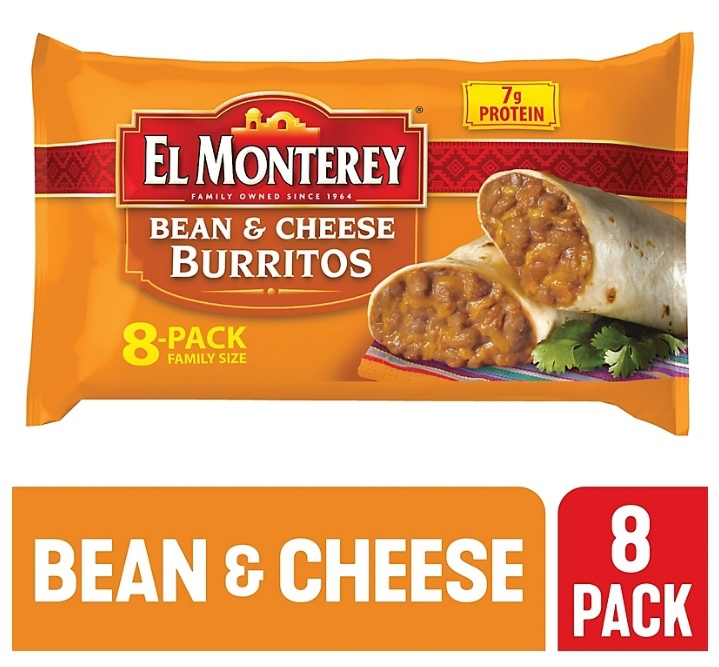 7g
PROTEIN
EL MONTEREY®
FAMILY OWNED SINCE 1964
BEAN & CHEESE
BURRITOS
8-PACK
FAMILY SIZE
BEAN & CHEESE
8
PACK